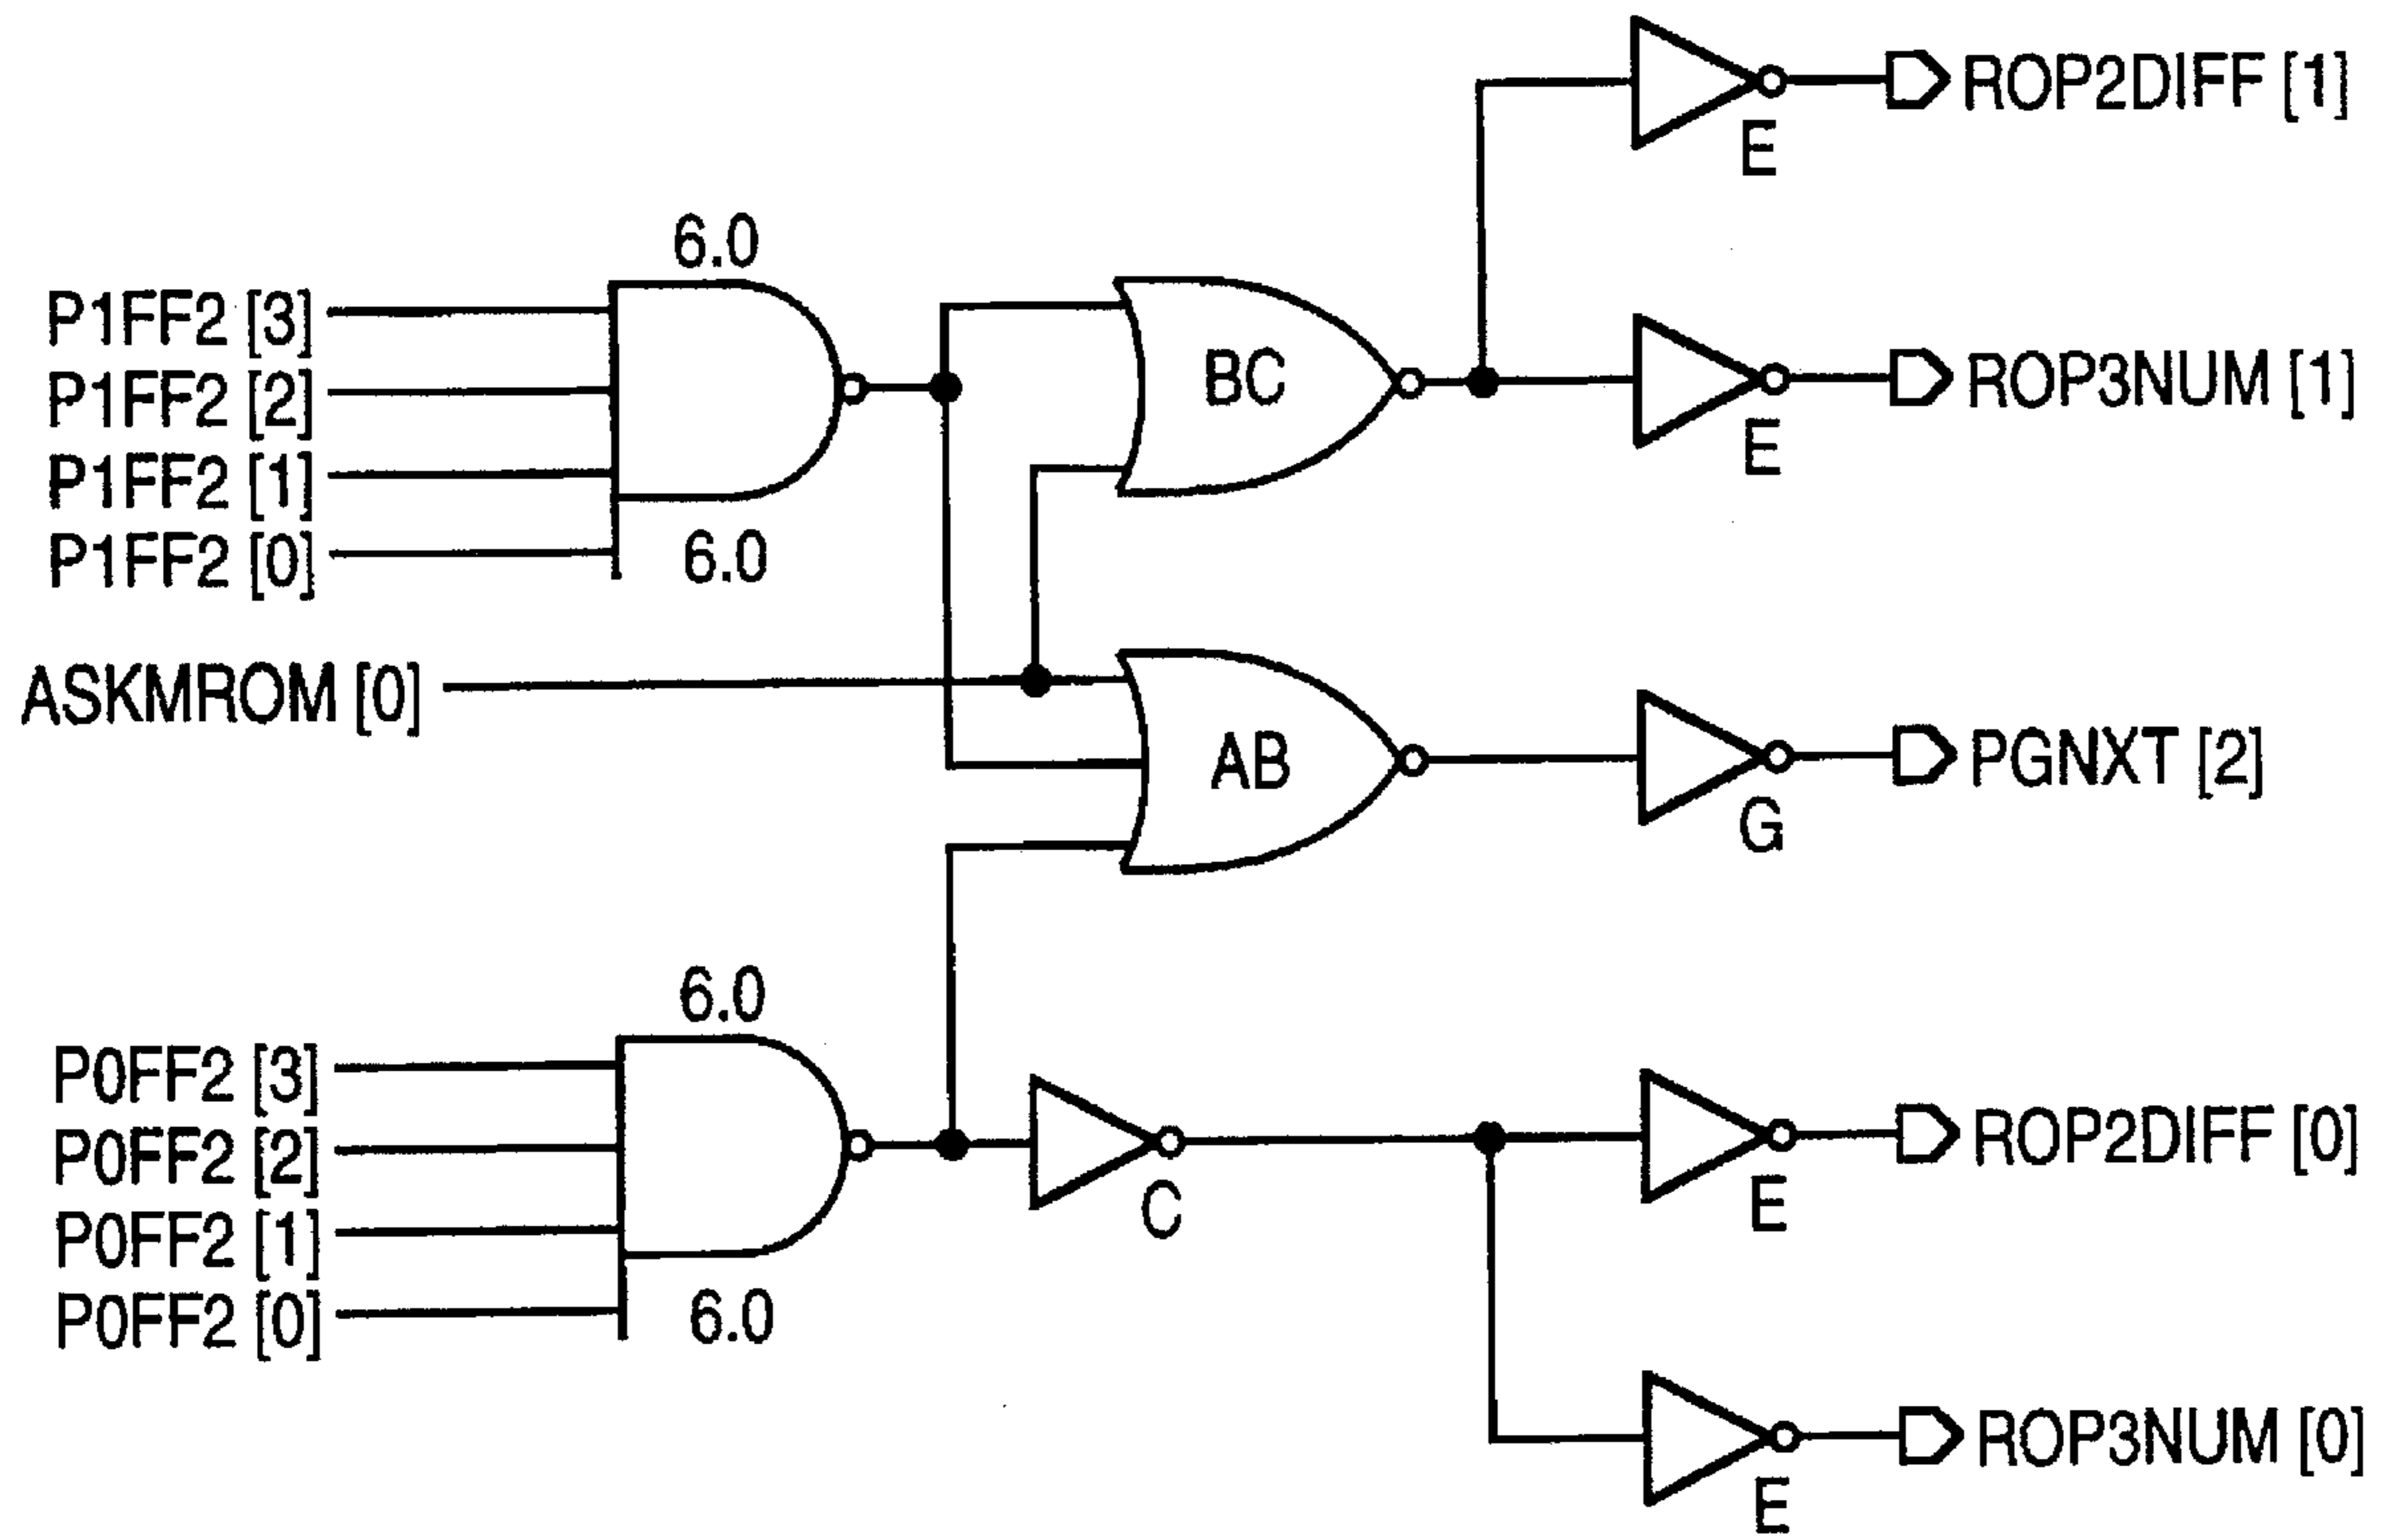 ROP2DIFF [1]
E
6.0
P1FF2 [3]
P1FF2 [2]
P1FF2 [1]
P1FF2 [0]
6.0
BC
ROP3NUM [1]
E
ASKMROM [0]
AB
PGNXT [2]
G
6.0
P0FF2 [3]
P0FF2 [2]
P0FF2 [1]
P0FF2 [0]
6.0
C
ROP2DIFF [0]
E
ROP3NUM [0]
E